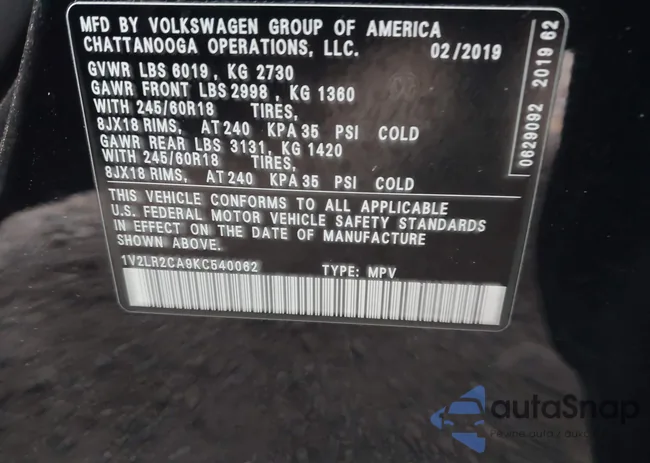 MFD BY VOLKSWAGEN GROUP OF AMERICA
CHATTANOOGA OPERATIONS, LLC. 02/2019
GVWR LBS 6019, KG 2730
GAWR FRONT LBS 2998, KG 1360
WITH 245/60R18 TIRES,
8JX18 RIMS, AT 240 KPA 35 PSI COLD
GAWR REAR LBS 3131, KG 1420
WITH 245/60R18 TIRES,
8JX18 RIMS, AT 240 KPA 35 PSI COLD
THIS VEHICLE CONFORMS TO ALL APPLICABLE
U.S. FEDERAL MOTOR VEHICLE SAFETY STANDARDS
IN EFFECT ON THE DATE OF MANUFACTURE
SHOWN ABOVE.
1V2LR2CA9KC540062 TYPE: MPV
0629092 2019 62
autoSnap